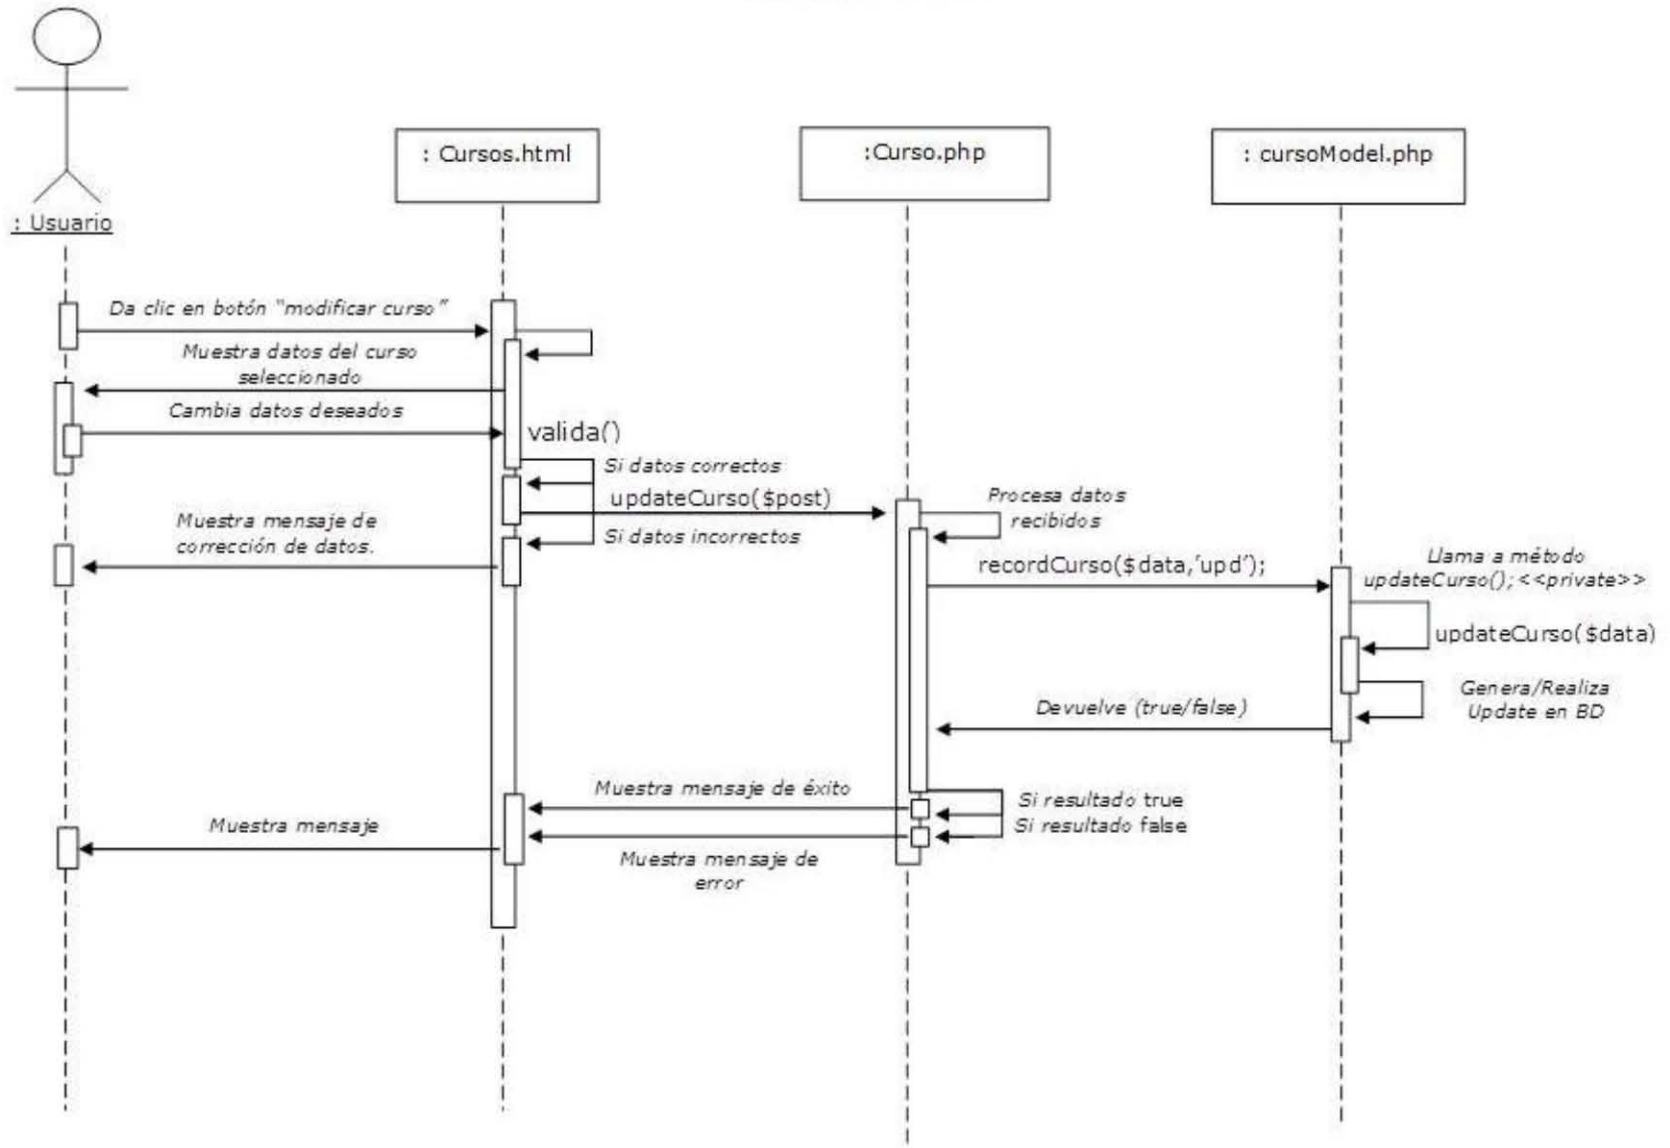 : Usuario
: Cursos.html
:Curso.php
: cursoModel.php
Da clic en botón "modificar curso"
Muestra datos del curso
seleccionado
Cambia datos deseados
valida()
Si datos correctos
updateCurso($post)
Si datos incorrectos
Muestra mensaje de
corrección de datos.
Procesa datos
recibidos
recordCurso($data,'upd');
Llama a método
updateCurso();<<private>>
updateCurso($data)
Genera/Realiza
Update en BD
Devuelve (true/false)
Si resultado true
Si resultado false
Muestra mensaje de éxito
Muestra mensaje de
error
Muestra mensaje